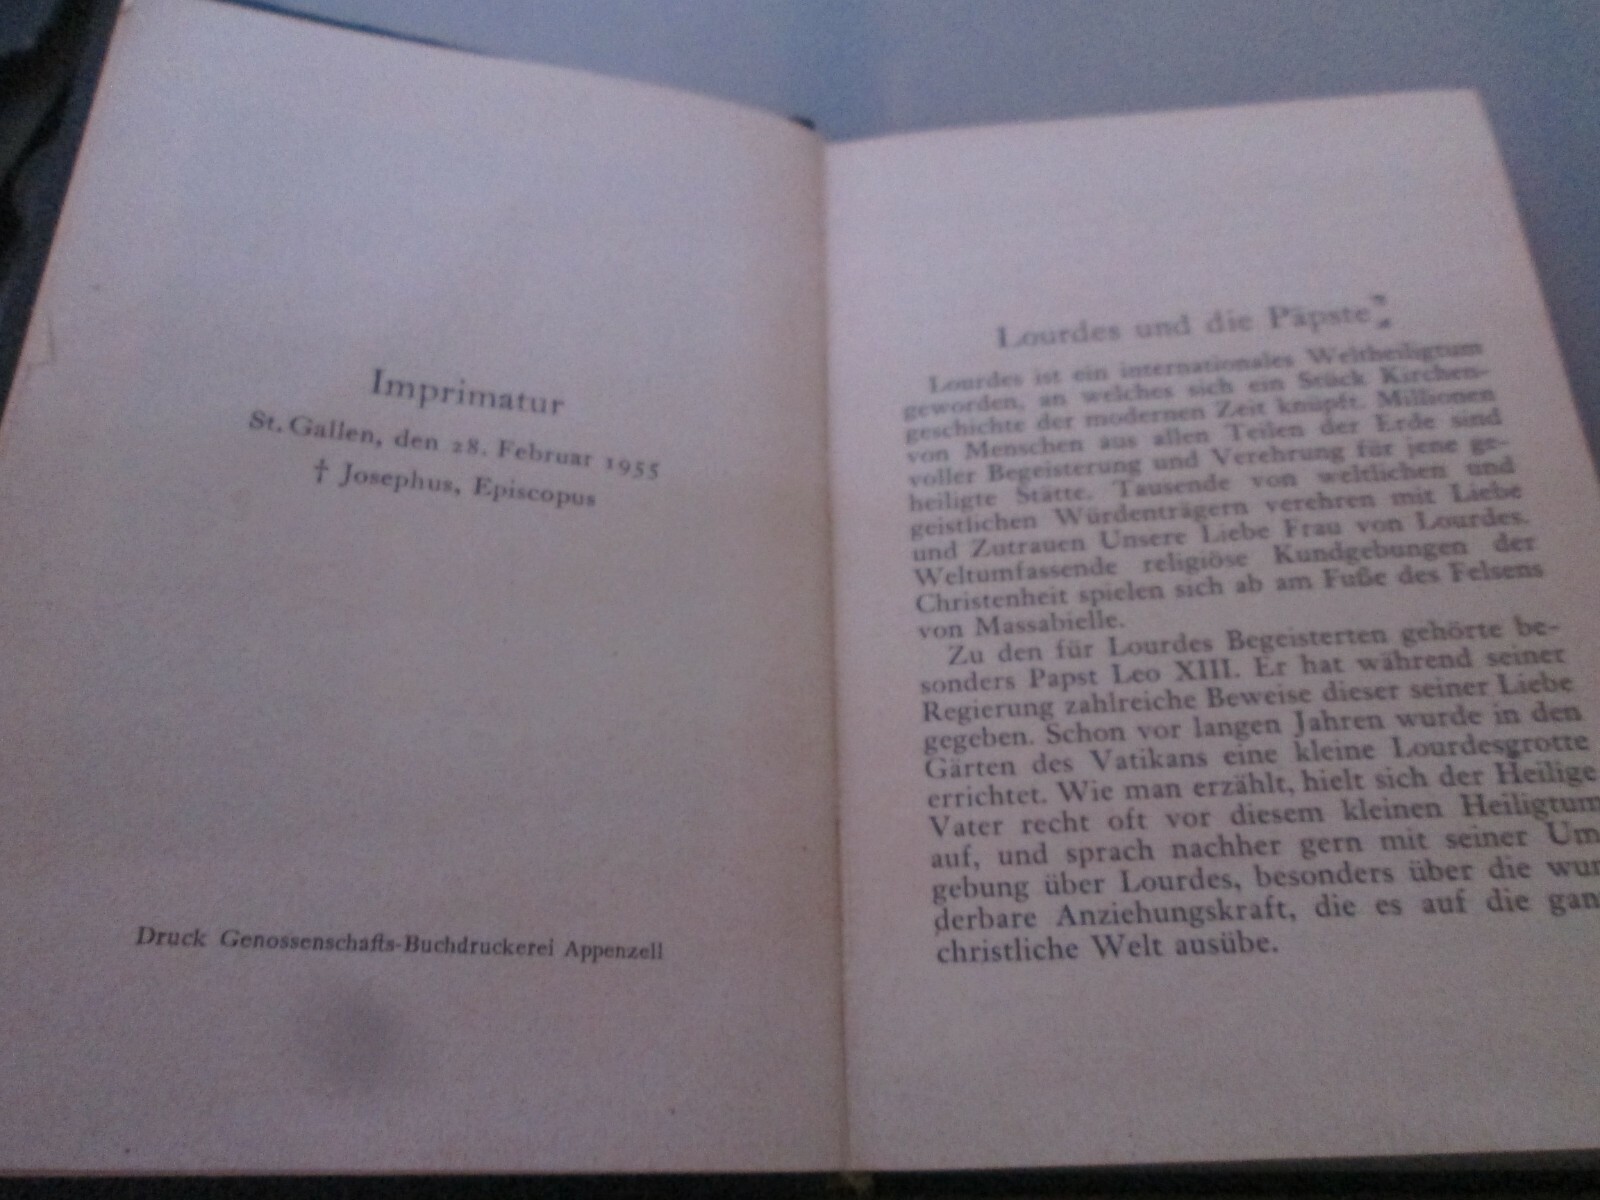 Imprimatur
St. Gallen, den 28. Februar 1955
† Josephus, Episcopus
Druck Genossenschafts-Buchdruckerei Appenzell
Lourdes und die Päpste
Lourdes ist ein internationales Weltheiligtum
geworden, an welches sich ein Stück Kirchen-
geschichte der modernen Zeit knüpft. Millionen
von Menschen aus allen Teilen der Erde sind
voller Begeisterung und Verehrung für jene ge-
heiligte Stätte. Tausende von weltlichen und
geistlichen Würdenträgern verehren mit Liebe
und Zutrauen Unsere Liebe Frau von Lourdes.
Weltumfassende religiöse Kundgebungen der
Christenheit spielen sich ab am Fuße des Felsens
von Massabielle.
Zu den für Lourdes Begeisterten gehörte be-
sonders Papst Leo XIII. Er hat während seiner
Regierung zahlreiche Beweise dieser seiner Liebe
gegeben. Schon vor langen Jahren wurde in den
Gärten des Vatikans eine kleine Lourdesgrotte
errichtet. Wie man erzählt, hielt sich der Heilige
Vater recht oft vor diesem kleinen Heiligtum
auf, und sprach nachher gern mit seiner Um
gebung über Lourdes, besonders über die wun
derbare Anziehungskraft, die es auf die gan
christliche Welt ausübe.